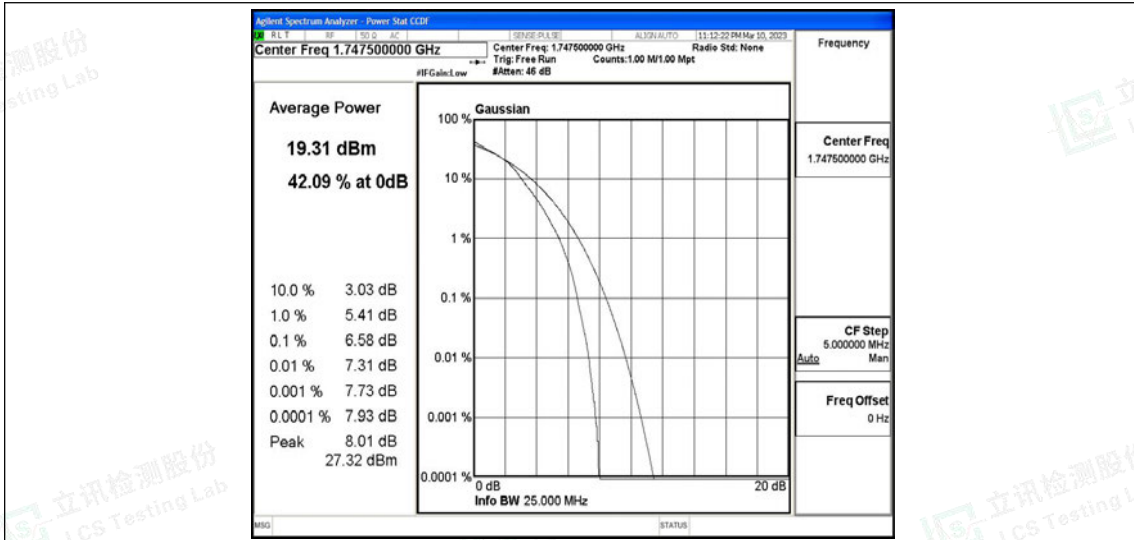 Agilent Spectrum Analyzer - Power Stat CCDF
RLT RF 50 Ω AC SENSE:PULSE ALIGN AUTO 11:12:22 PM Mar 10, 2023
Center Freq 1.747500000 GHz
Center Freq: 1.747500000 GHz Radio Std: None
Trig: Free Run Counts:1.00 M/1.00 Mpt
#IFGain:Low #Atten: 46 dB
Frequency
Average Power
19.31 dBm
42.09 % at 0dB
10.0 % 3.03 dB
1.0 % 5.41 dB
0.1 % 6.58 dB
0.01 % 7.31 dB
0.001 % 7.73 dB
0.0001 % 7.93 dB
Peak 8.01 dB
27.32 dBm
Gaussian
100 %
10 %
1 %
0.1 %
0.01 %
0.001 %
0.0001 %
0 dB 20 dB
Info BW 25.000 MHz
Center Freq
1.747500000 GHz
CF Step
5.000000 MHz
Auto Man
Freq Offset
0 Hz
MSG STATUS
立讯检测股份
LCS Testing Lab
立讯检测股份
LCS Testing L